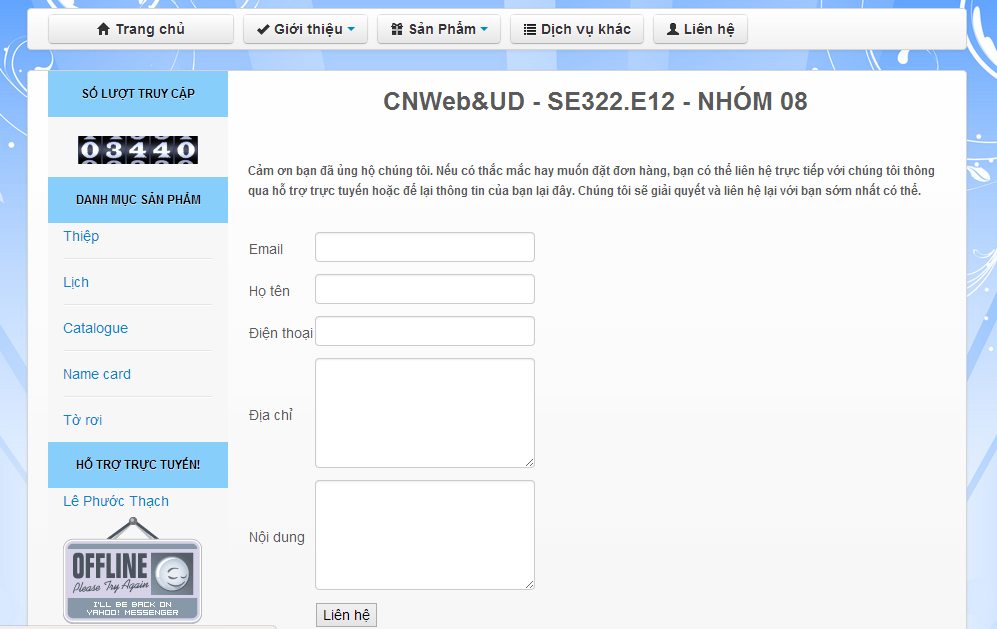 Trang chủ
Giới thiệu
Sản Phẩm
Dịch vụ khác
Liên hệ
SỐ LƯỢT TRUY CẬP
03440
DANH MỤC SẢN PHẨM
Thiệp
Lịch
Catalogue
Name card
Tờ rơi
HỖ TRỢ TRỰC TUYẾN!
Lê Phước Thạch
OFFLINE
Please Try Again
I'LL BE BACK ON
YAHOO! MESSENGER
CNWeb&UD - SE322.E12 - NHÓM 08
Cảm ơn bạn đã ủng hộ chúng tôi. Nếu có thắc mắc hay muốn đặt đơn hàng, bạn có thể liên hệ trực tiếp với chúng tôi thông
qua hỗ trợ trực tuyến hoặc để lại thông tin của bạn lại đây. Chúng tôi sẽ giải quyết và liên hệ lại với bạn sớm nhất có thể.
Email
Họ tên
Điện thoại
Địa chỉ
Nội dung
Liên hệ